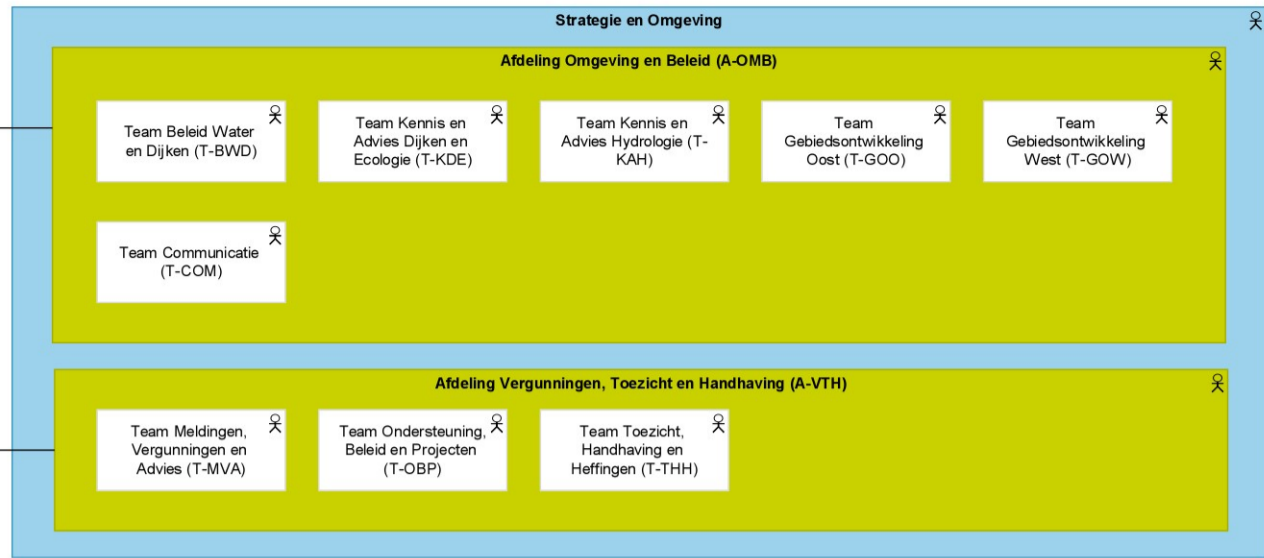 Strategie en Omgeving
Afdeling Omgeving en Beleid (A-OMB)
Team Beleid Water
en Dijken (T-BWD)
Team Kennis en
Advies Dijken en
Ecologie (T-KDE)
Team Kennis en
Advies Hydrologie (T-
KAH)
Team
Gebiedsontwikkeling
Oost (T-GOO)
Team
Gebiedsontwikkeling
West (T-GOW)
Team Communicatie
(T-COM)
Afdeling Vergunningen, Toezicht en Handhaving (A-VTH)
Team Meldingen,
Vergunningen en
Advies (T-MVA)
Team Ondersteuning,
Beleid en Projecten
(T-OBP)
Team Toezicht,
Handhaving en
Heffingen (T-THH)